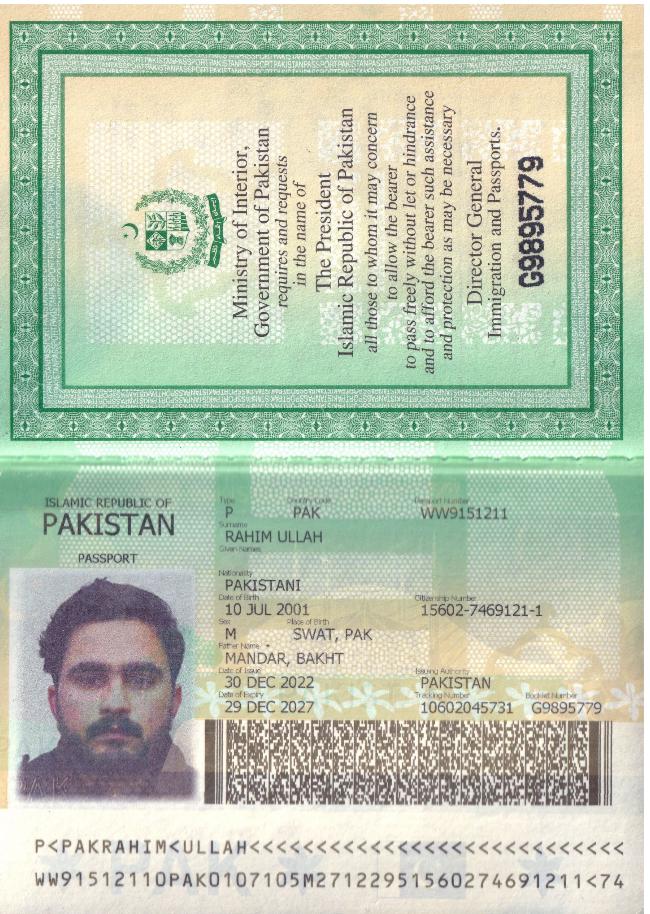 Ministry of Interior,
Government of Pakistan
requires and requests
in the name of
The President
Islamic Republic of Pakistan
all those to whom it may concern
to allow the bearer
to pass freely without let or hindrance
and to afford the bearer such assistance
and protection as may be necessary
Director General
Immigration and Passports.
G9895779
ISLAMIC REPUBLIC OF
PAKISTAN
PASSPORT
Type Country Code Passport Number
P PAK WW9151211
Surname
RAHIM ULLAH
Given Names
Nationality
PAKISTANI
Date of Birth Citizenship Number
10 JUL 2001 15602-7469121-1
Sex Place of Birth
M SWAT, PAK
Father Name
MANDAR, BAKHT
Date of Issue Issuing Authority
30 DEC 2022 PAKISTAN
Date of Expiry Tracking Number Booklet Number
29 DEC 2027 10602045731 G9895779
P<PAKRAHIM<ULLAH<<<<<<<<<<<<<<<<<<<<<<<<<<<<
WW91512110PAK0107105M27122951560274691211<74